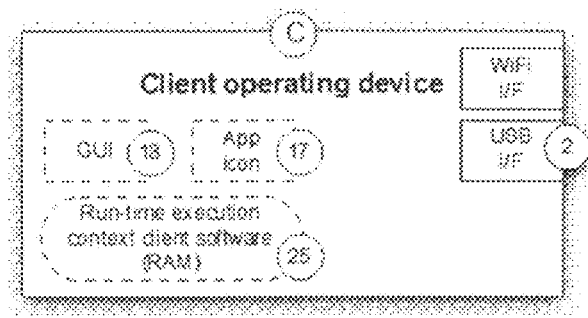 C
Client operating device
WiFi
I/F
GUI
18
App
icon
17
USB
I/F
2
Run-time execution
context client software
(RAM)
25